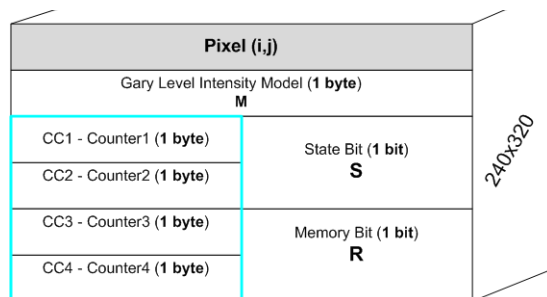 Pixel (i,j)
Gary Level Intensity Model (1 byte)
M
CC1 - Counter1 (1 byte)
CC2 - Counter2 (1 byte)
CC3 - Counter3 (1 byte)
CC4 - Counter4 (1 byte)
State Bit (1 bit)
S
Memory Bit (1 bit)
R
240x320